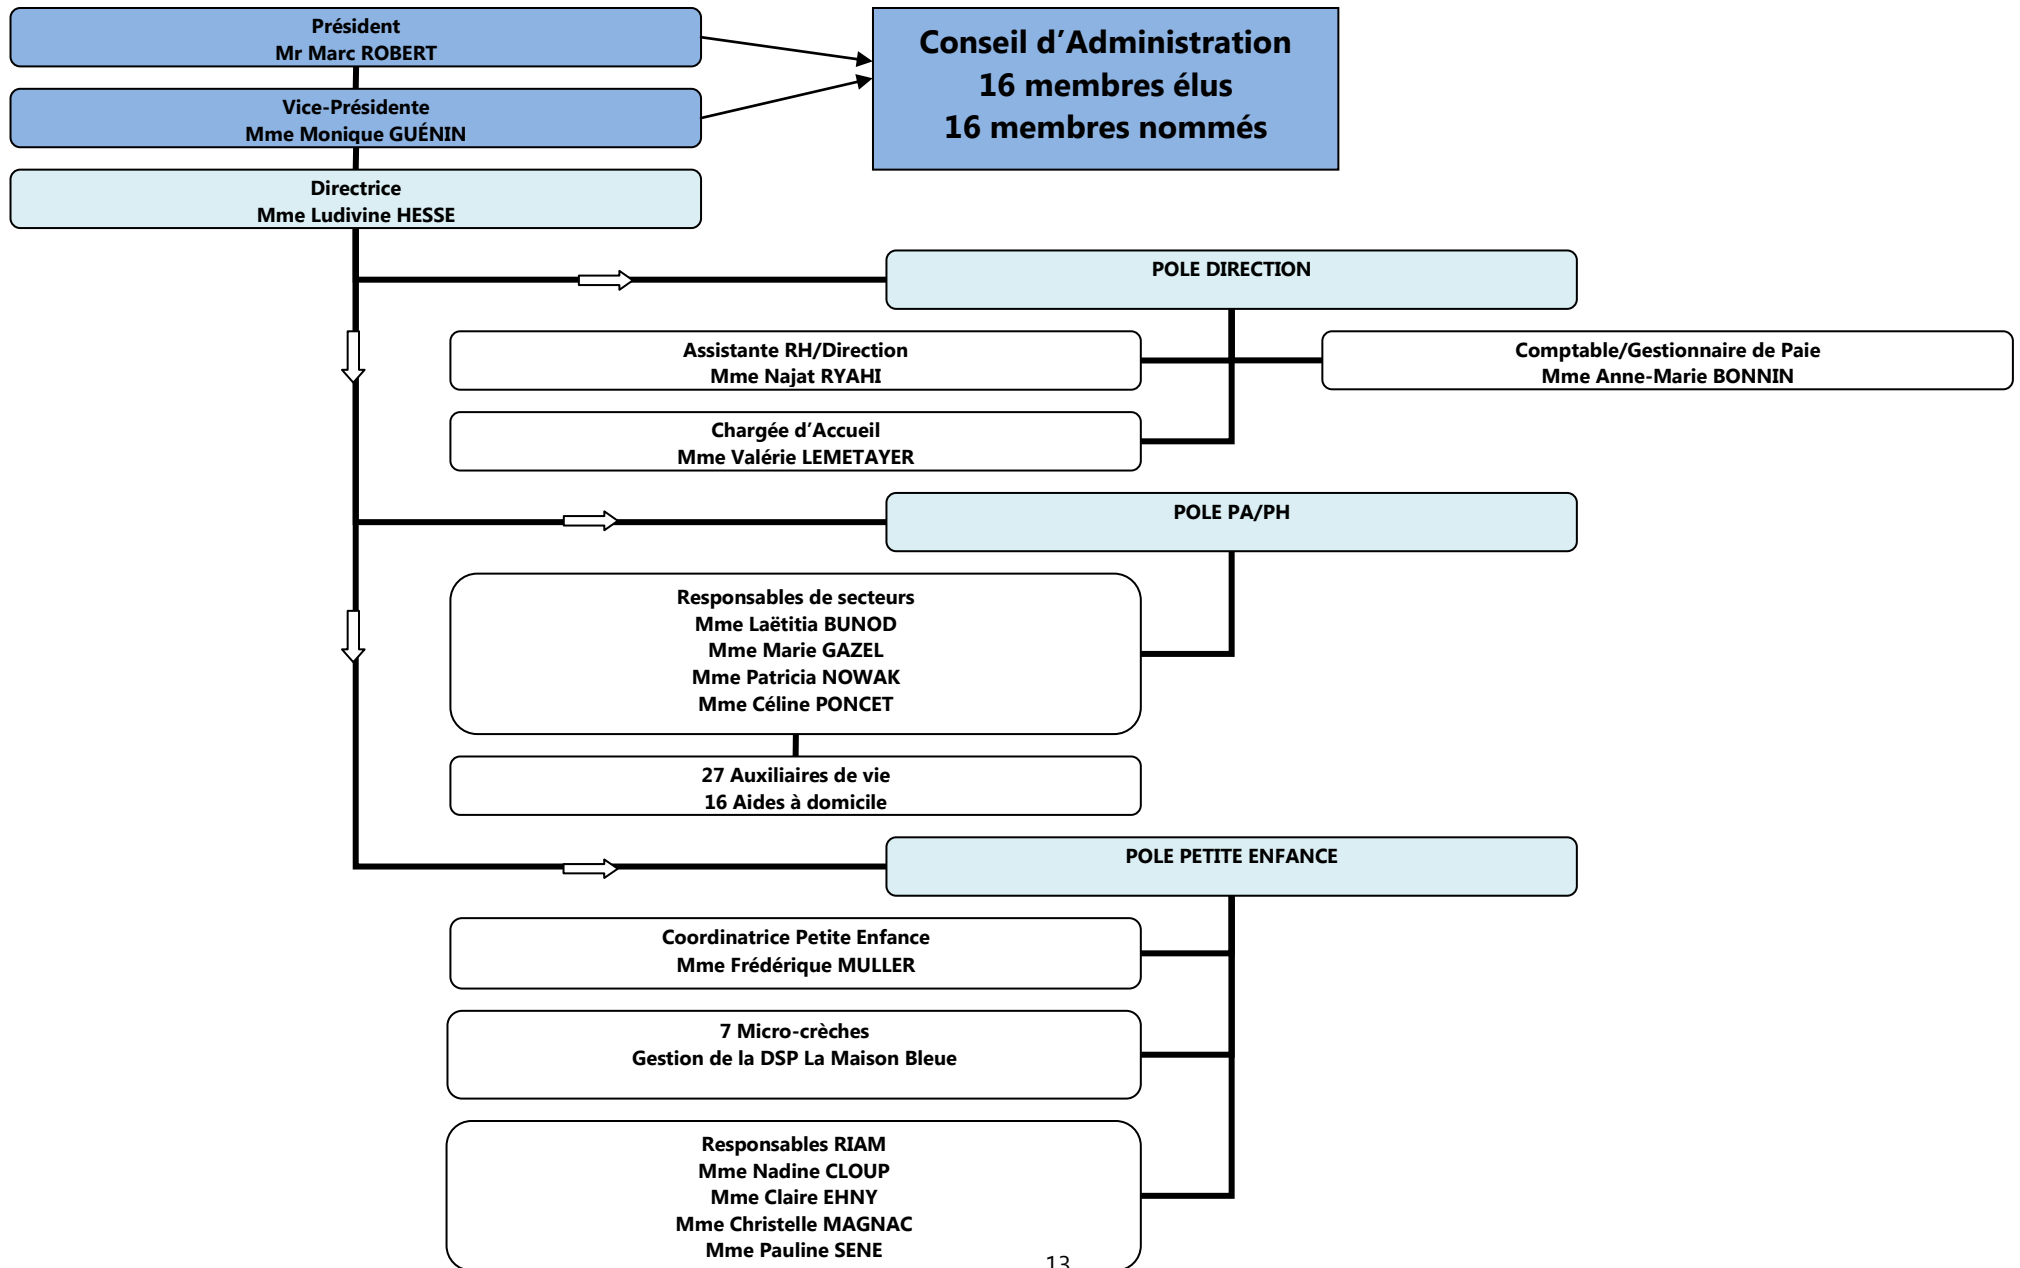 Président
Mr Marc ROBERT
Conseil d’Administration
16 membres élus
16 membres nommés
Vice-Présidente
Mme Monique GUÉNIN
Directrice
Mme Ludivine HESSE
POLE DIRECTION
Assistante RH/Direction
Mme Najat RYAHI
Comptable/Gestionnaire de Paie
Mme Anne-Marie BONNIN
Chargée d’Accueil
Mme Valérie LEMETAYER
POLE PA/PH
Responsables de secteurs
Mme Laëtitia BUNOD
Mme Marie GAZEL
Mme Patricia NOWAK
Mme Céline PONCET
27 Auxiliaires de vie
16 Aides à domicile
POLE PETITE ENFANCE
Coordinatrice Petite Enfance
Mme Frédérique MULLER
7 Micro-crèches
Gestion de la DSP La Maison Bleue
Responsables RIAM
Mme Nadine CLOUP
Mme Claire EHNY
Mme Christelle MAGNAC
Mme Pauline SENE
13